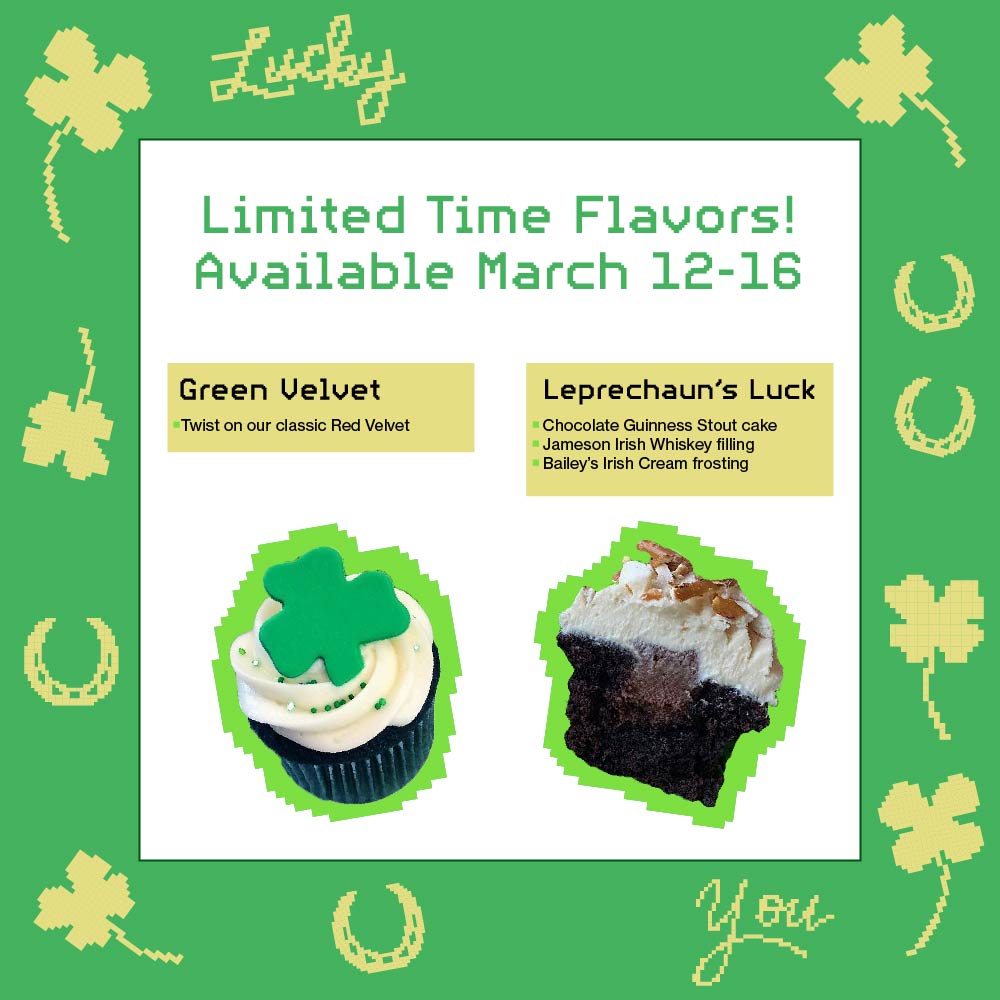 Lucky
Limited Time Flavors!
Available March 12-16
Green Velvet
Twist on our classic Red Velvet
Leprechaun's Luck
Chocolate Guinness Stout cake
Jameson Irish Whiskey filling
Bailey's Irish Cream frosting
You